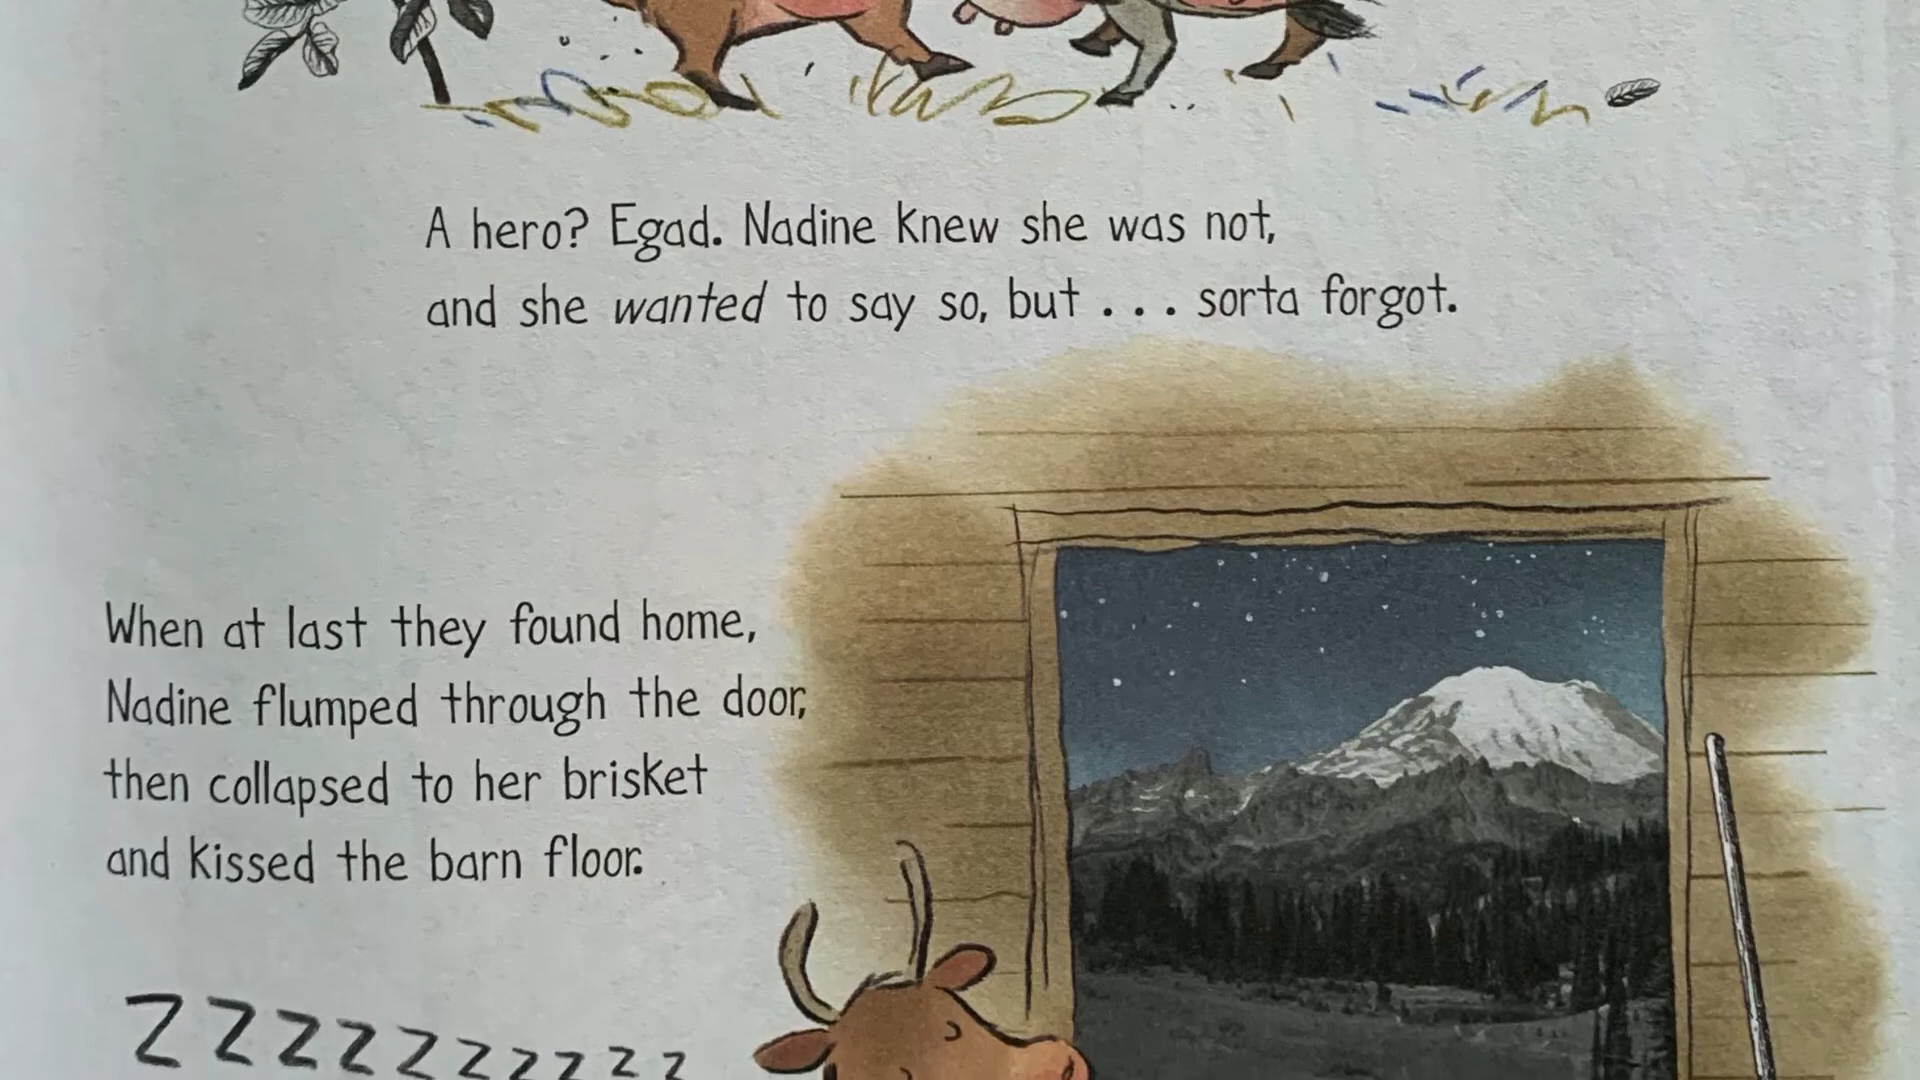 A hero? Egad. Nadine knew she was not,
and she wanted to say so, but . . . sorta forgot.
When at last they found home,
Nadine flumped through the door,
then collapsed to her brisket
and kissed the barn floor.
ZZZZZZZZZZ